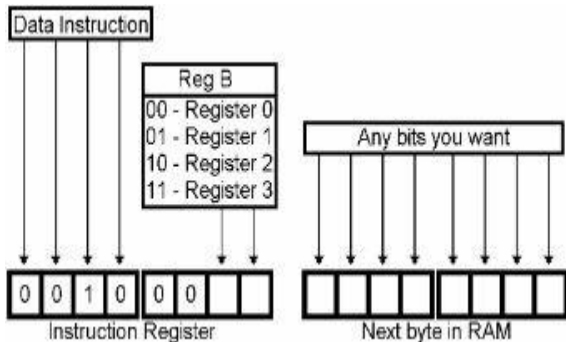 Data Instruction
Reg B
00 - Register 0
01 - Register 1
10 - Register 2
11 - Register 3
Any bits you want
0 0 1 0 0 0
Instruction Register
Next byte in RAM